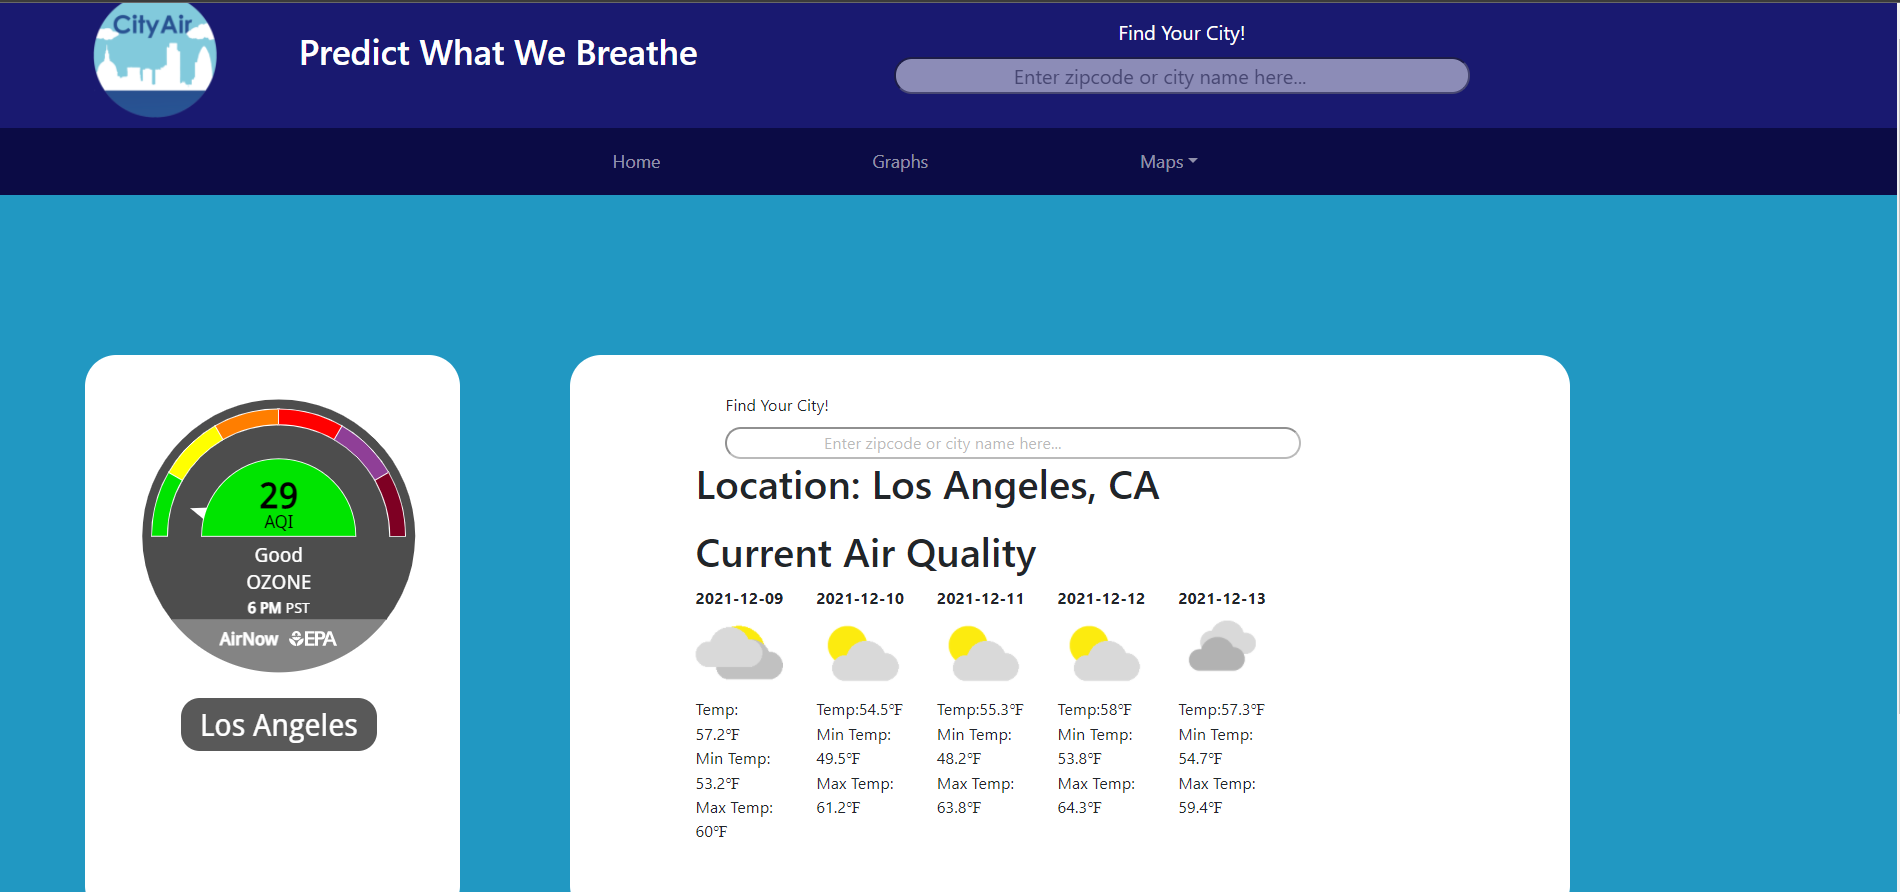 CityAir
Predict What We Breathe
Find Your City!
Enter zipcode or city name here...
Home
Graphs
Maps
29
AQI
Good
OZONE
6 PM PST
AirNow EPA
Los Angeles
Find Your City!
Enter zipcode or city name here...
Location: Los Angeles, CA
Current Air Quality
2021-12-09 2021-12-10 2021-12-11 2021-12-12 2021-12-13
Temp:
57.2°F
Min Temp:
53.2°F
Max Temp:
60°F
Temp:54.5°F
Min Temp:
49.5°F
Max Temp:
61.2°F
Temp:55.3°F
Min Temp:
48.2°F
Max Temp:
63.8°F
Temp:58°F
Min Temp:
53.8°F
Max Temp:
64.3°F
Temp:57.3°F
Min Temp:
54.7°F
Max Temp:
59.4°F